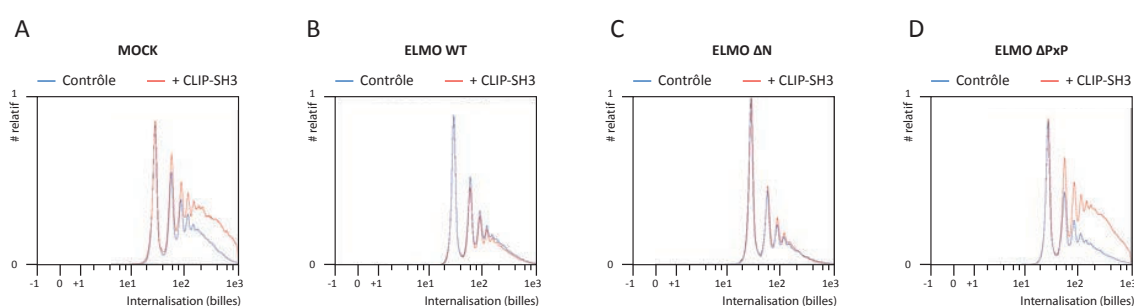 A
MOCK
Contrôle + CLIP-SH3
1
# relatif
0
-1 0 +1 1e1 1e2 1e3
Internalisation (billes)
B
ELMO WT
Contrôle + CLIP-SH3
1
# relatif
0
-1 0 +1 1e1 1e2 1e3
Internalisation (billes)
C
ELMO ΔN
Contrôle + CLIP-SH3
1
# relatif
0
-1 0 +1 1e1 1e2 1e3
Internalisation (billes)
D
ELMO ΔPxP
Contrôle + CLIP-SH3
1
# relatif
0
-1 0 +1 1e1 1e2 1e3
Internalisation (billes)